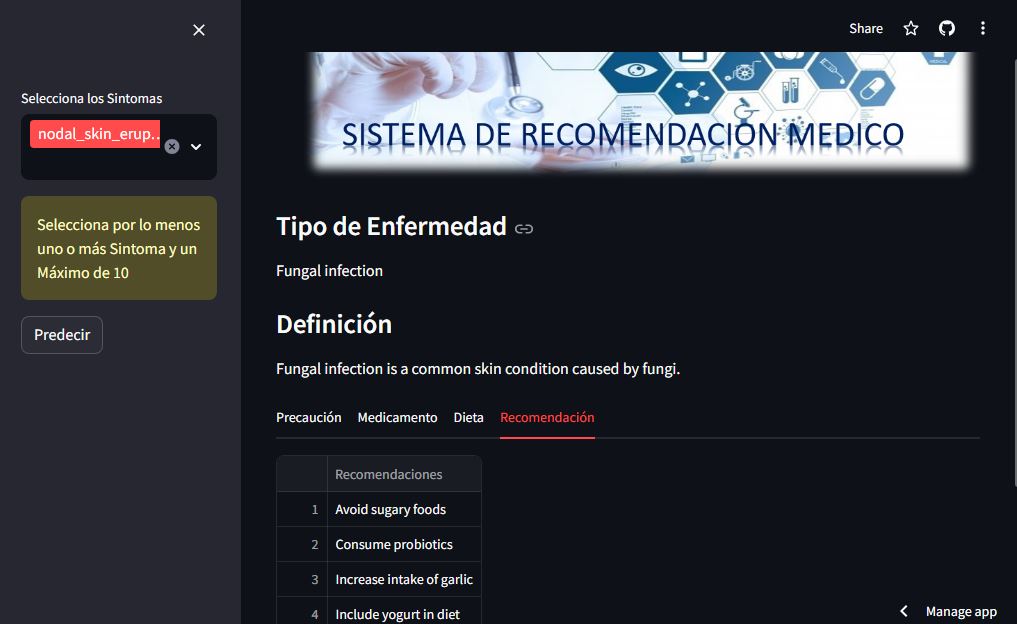 Share
Selecciona los Sintomas
nodal_skin_erup..
Selecciona por lo menos
uno o más Sintoma y un
Máximo de 10
Predecir
SISTEMA DE RECOMENDACION MEDICO
Tipo de Enfermedad
Fungal infection
Definición
Fungal infection is a common skin condition caused by fungi.
Precaución Medicamento Dieta Recomendación
Recomendaciones
1 Avoid sugary foods
2 Consume probiotics
3 Increase intake of garlic
4 Include yogurt in diet
Manage app